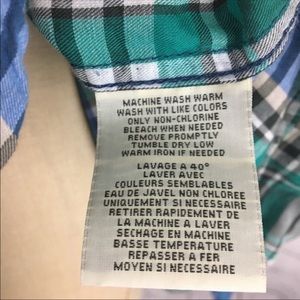 MACHINE WASH WARM
WASH WITH LIKE COLORS
ONLY NON-CHLORINE
BLEACH WHEN NEEDED
REMOVE PROMPTLY
TUMBLE DRY LOW
WARM IRON IF NEEDED
LAVAGE A 40°
LAVER AVEC
COULEURS SEMBLABLES
EAU DE JAVEL NON CHLOREE
UNIQUEMENT SI NECESSAIRE
RETIRER RAPIDEMENT DE
LA MACHINE A LAVER
SECHAGE EN MACHINE
BASSE TEMPERATURE
REPASSER A FER
MOYEN SI NECESSAIRE